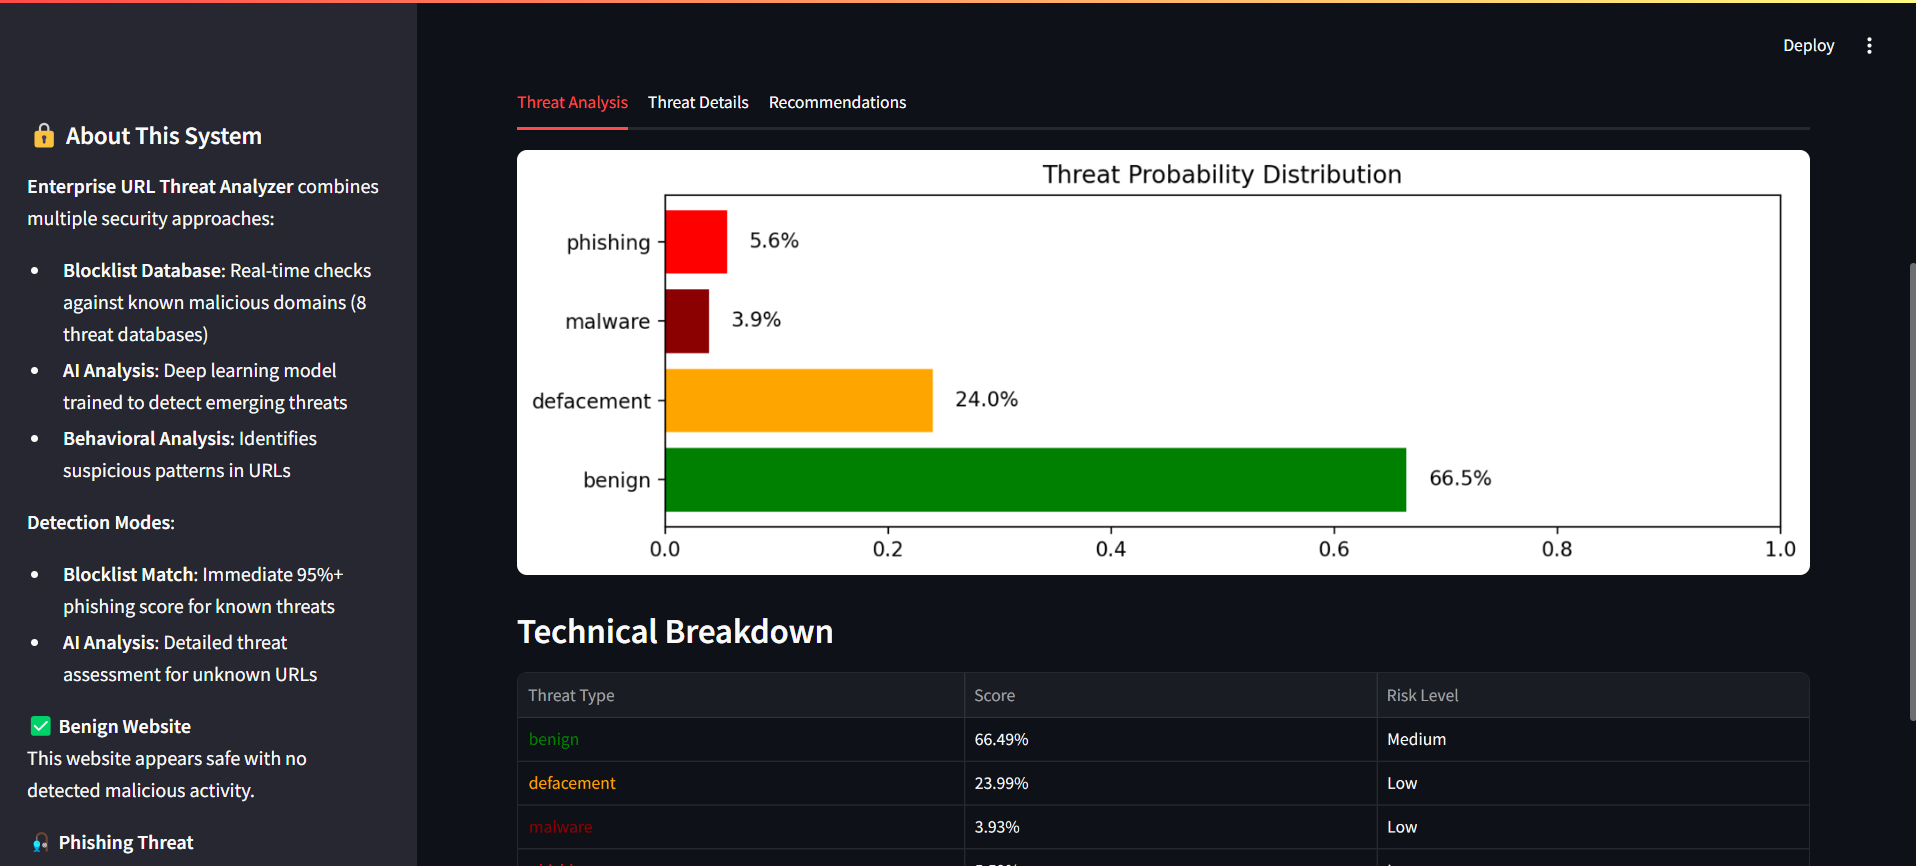 Deploy
About This System
Enterprise URL Threat Analyzer combines
multiple security approaches:
• Blocklist Database: Real-time checks
against known malicious domains (8
threat databases)
• AI Analysis: Deep learning model
trained to detect emerging threats
• Behavioral Analysis: Identifies
suspicious patterns in URLs
Detection Modes:
• Blocklist Match: Immediate 95%+
phishing score for known threats
• AI Analysis: Detailed threat
assessment for unknown URLs
Benign Website
This website appears safe with no
detected malicious activity.
Phishing Threat
Threat Analysis Threat Details Recommendations
Threat Probability Distribution
phishing 5.6%
malware 3.9%
defacement 24.0%
benign 66.5%
0.0 0.2 0.4 0.6 0.8 1.0
Technical Breakdown
Threat Type Score Risk Level
benign 66.49% Medium
defacement 23.99% Low
malware 3.93% Low